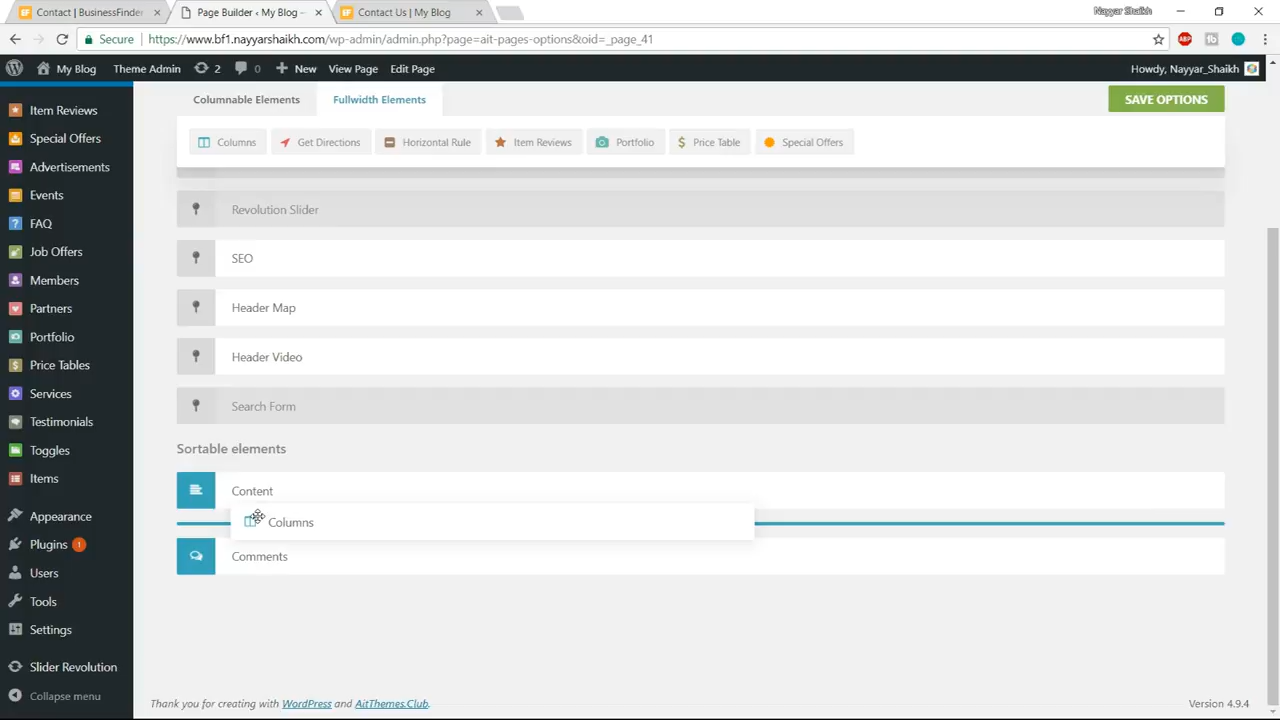 Contact | BusinessFinder
Page Builder ‹ My Blog —
Contact Us | My Blog
Nayyar Shaikh
Secure
https://www.bf1.nayyarshaikh.com/wp-admin/admin.php?page=ait-pages-options&oid=_page_41
ABP
tb
My Blog
Theme Admin
2
0
New
View Page
Edit Page
Howdy, Nayyar_Shaikh
Item Reviews
Special Offers
Advertisements
Events
FAQ
Job Offers
Members
Partners
Portfolio
Price Tables
Services
Testimonials
Toggles
Items
Appearance
Plugins 1
Users
Tools
Settings
Slider Revolution
Collapse menu
Columnable Elements
Fullwidth Elements
SAVE OPTIONS
Columns
Get Directions
Horizontal Rule
Item Reviews
Portfolio
Price Table
Special Offers
Revolution Slider
SEO
Header Map
Header Video
Search Form
Sortable elements
Content
Columns
Comments
Thank you for creating with WordPress and AitThemes.Club.
Version 4.9.4